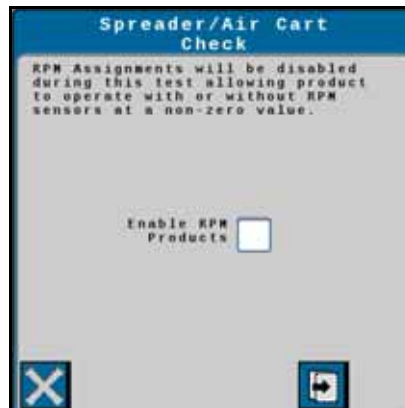 Spreader/Air Cart
Check
RPM Assignments will be disabled
during this test allowing product
to operate with or without RPM
sensors at a non-zero value.
Enable RPM
Products